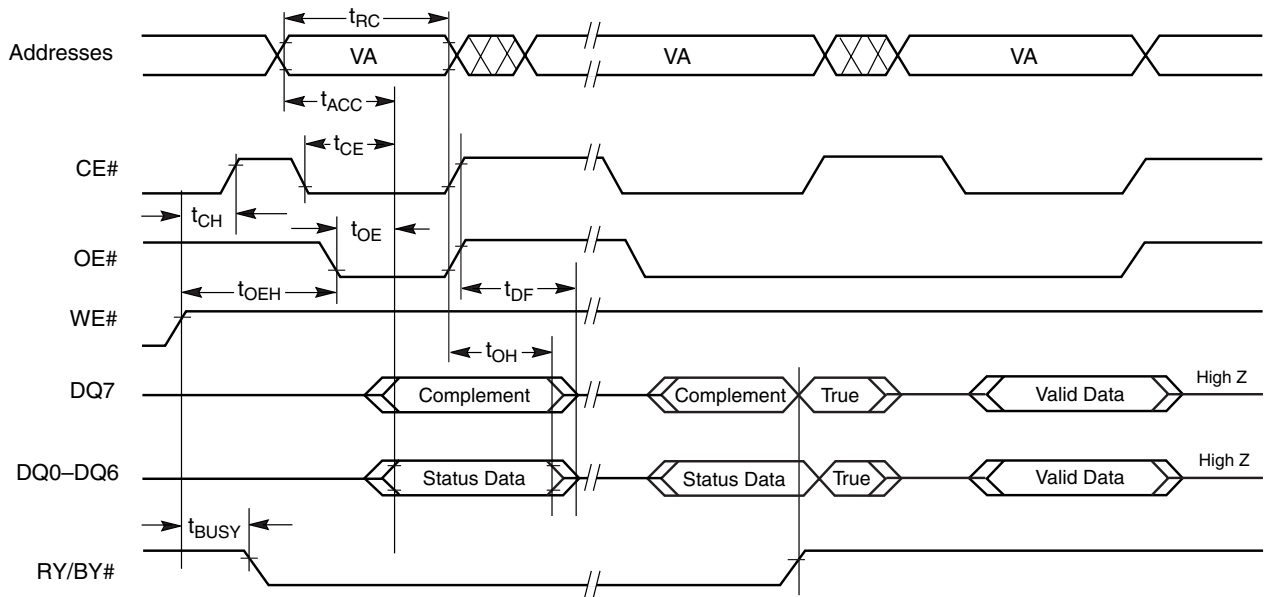 tRC
Addresses VA VA VA
tACC
tCE
CE#
tCH
tOE
OE#
tOEH tDF
WE#
tOH
DQ7 Complement Complement True Valid Data High Z
DQ0–DQ6 Status Data Status Data True Valid Data High Z
tBUSY
RY/BY#